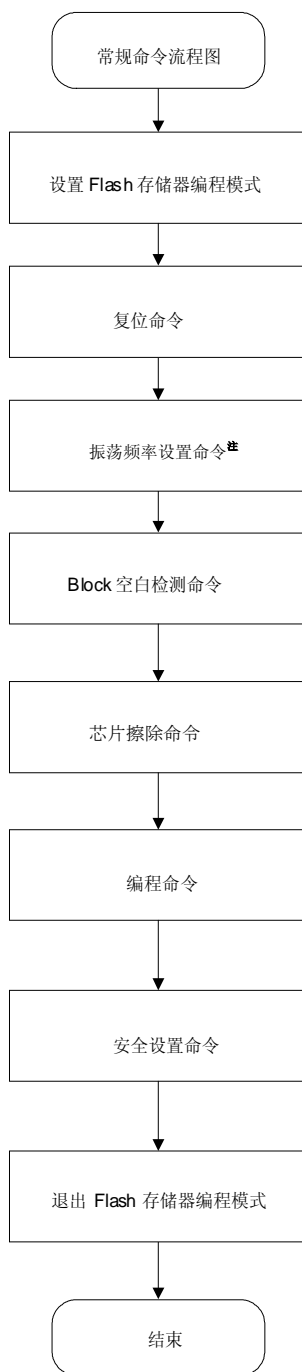 常规命令流程图
设置 Flash 存储器编程模式
复位命令
振荡频率设置命令注
Block 空白检测命令
芯片擦除命令
编程命令
安全设置命令
退出 Flash 存储器编程模式
结束